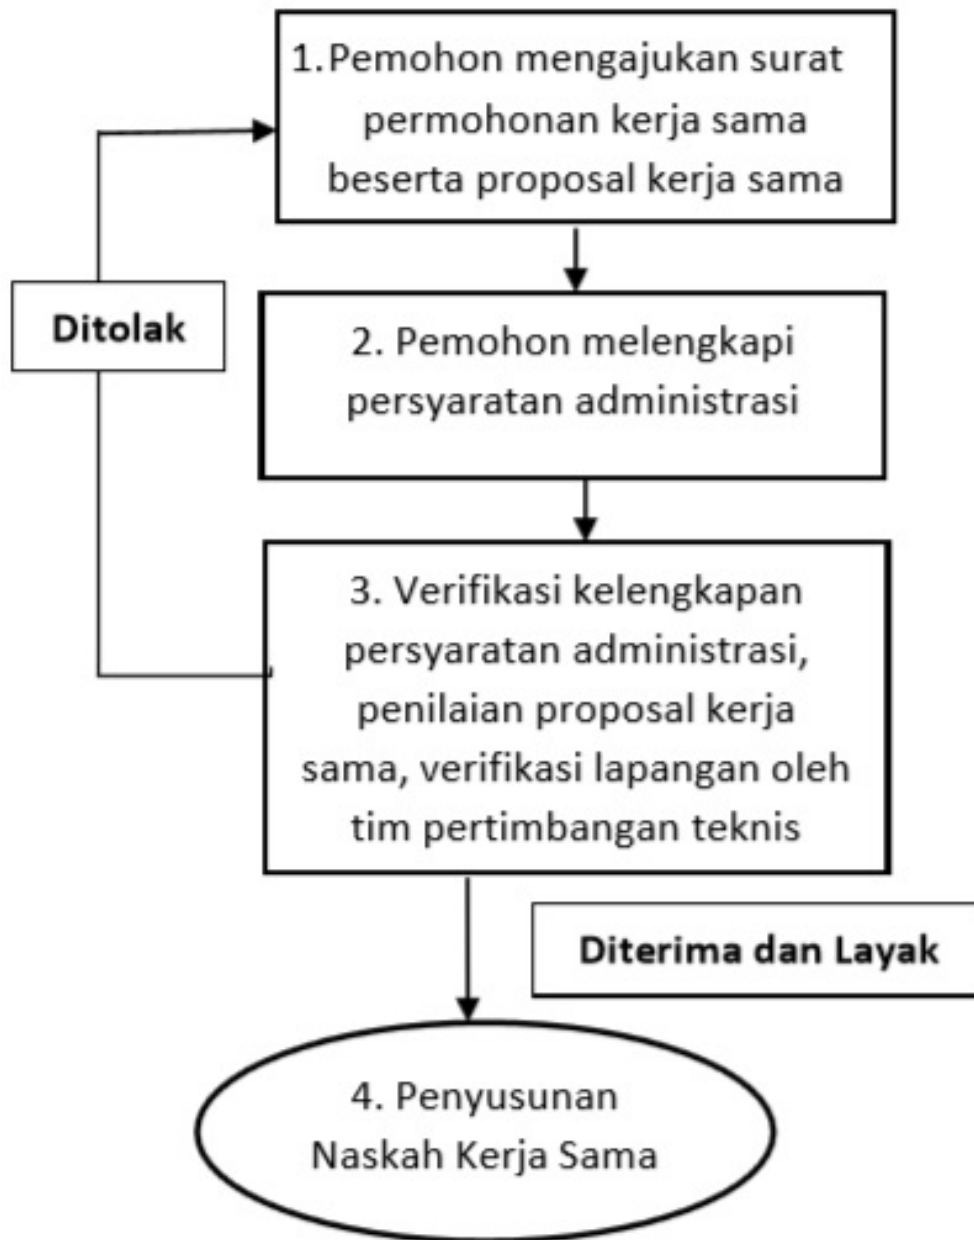 1.Pemohon mengajukan surat
permohonan kerja sama
beserta proposal kerja sama
Ditolak
2. Pemohon melengkapi
persyaratan administrasi
3. Verifikasi kelengkapan
persyaratan administrasi,
penilaian proposal kerja
sama, verifikasi lapangan oleh
tim pertimbangan teknis
Diterima dan Layak
4. Penyusunan
Naskah Kerja Sama